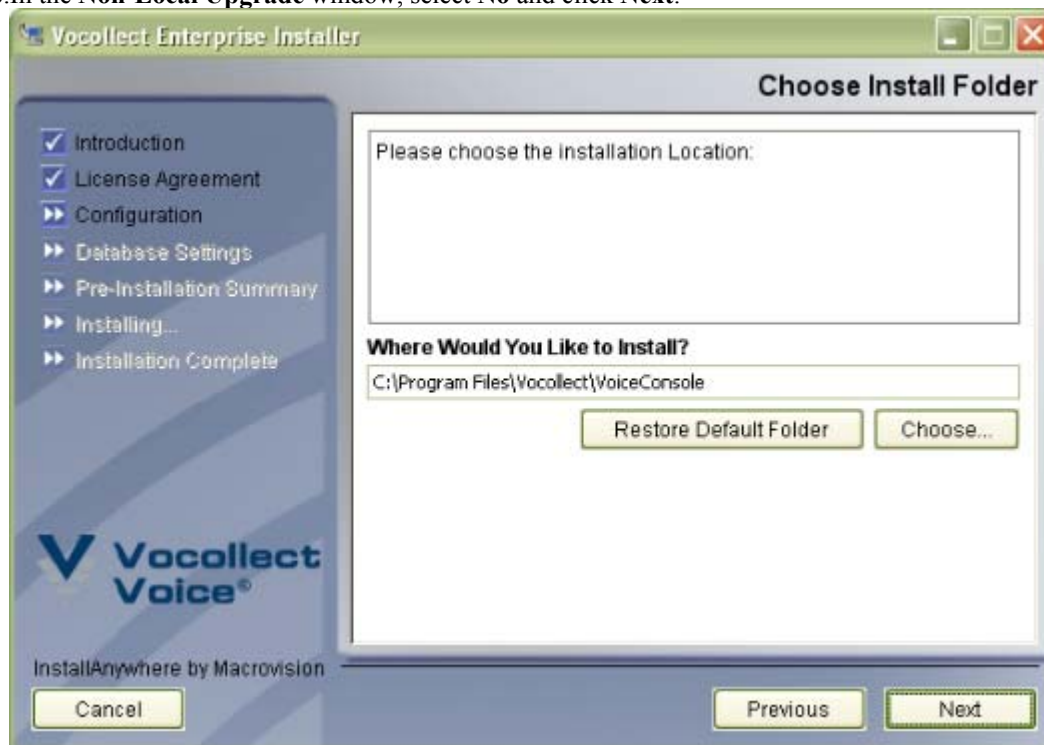 in the Non-Local Upgrade window, select No and click Next.
Vocollect Enterprise Installer
Choose Install Folder
Introduction
License Agreement
Configuration
Database Settings
Pre-Installation Summary
Installing...
Installation Complete
Please choose the installation Location:
Where Would You Like to Install?
C:\Program Files\Vocollect\VoiceConsole
Restore Default Folder
Choose...
V Vocollect
Voice®
InstallAnywhere by Macrovision
Cancel
Previous
Next